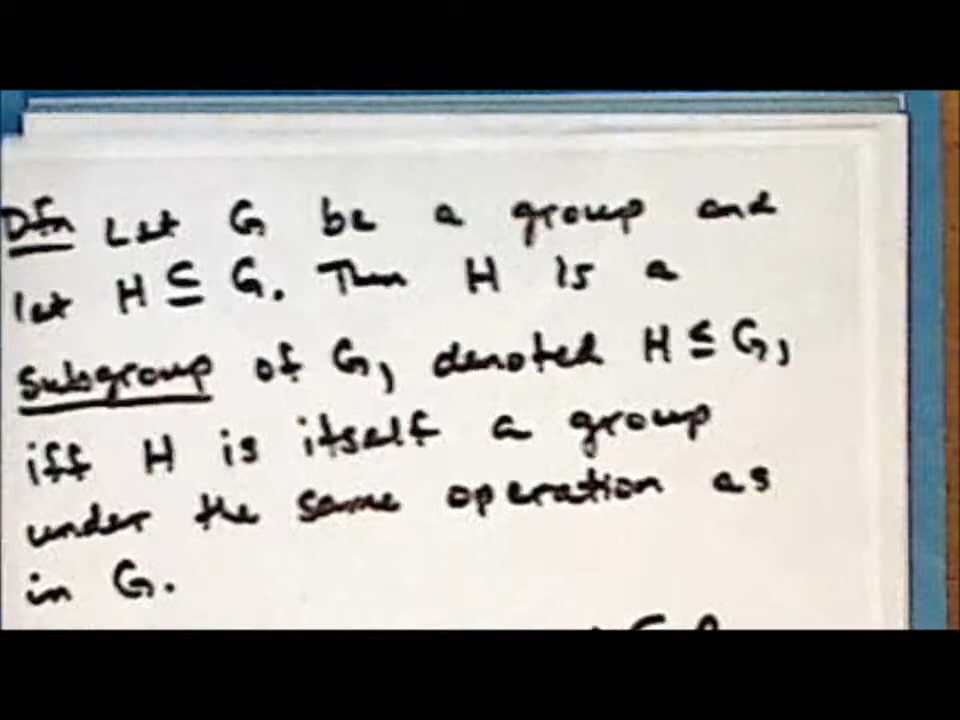 Dfn Let G be a group and
let H ⊆ G. Then H is a
subgroup of G, denoted H ≤ G,
iff H is itself a group
under the same operation as
in G.